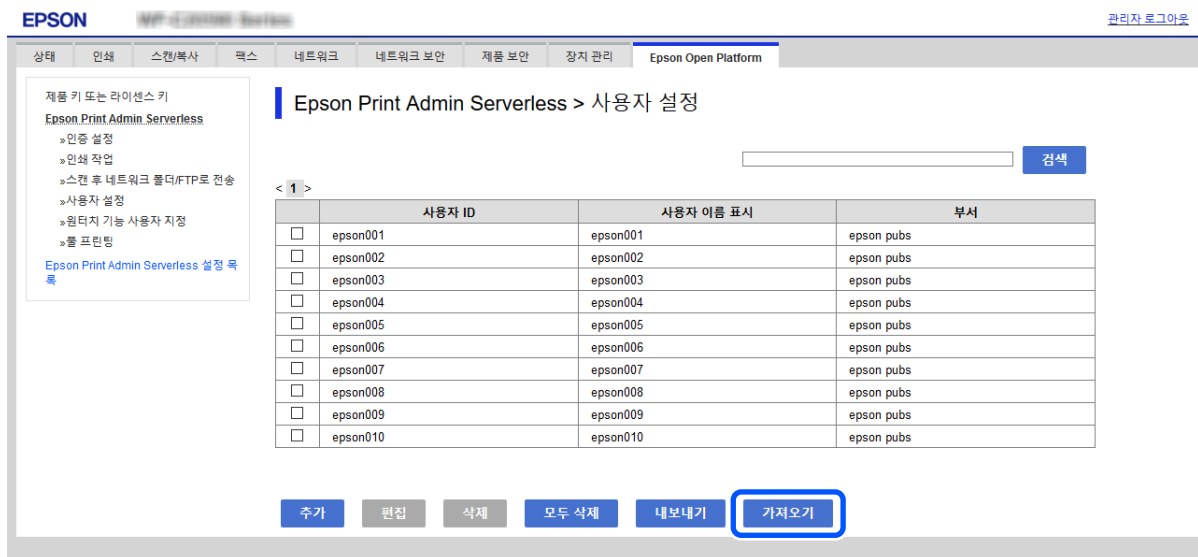 EPSON
관리자 로그아웃
상태 인쇄 스캔/복사 팩스 네트워크 네트워크 보안 제품 보안 장치 관리 Epson Open Platform
제품 키 또는 라이센스 키
Epson Print Admin Serverless
»인증 설정
»인쇄 작업
»스캔 후 네트워크 폴더/FTP로 전송
»사용자 설정
»원터치 기능 사용자 지정
»풀 프린팅
Epson Print Admin Serverless 설정 목
록
Epson Print Admin Serverless > 사용자 설정
검색
< 1 >
사용자 ID 사용자 이름 표시 부서
epson001 epson001 epson pubs
epson002 epson002 epson pubs
epson003 epson003 epson pubs
epson004 epson004 epson pubs
epson005 epson005 epson pubs
epson006 epson006 epson pubs
epson007 epson007 epson pubs
epson008 epson008 epson pubs
epson009 epson009 epson pubs
epson010 epson010 epson pubs
추가 편집 삭제 모두 삭제 내보내기 가져오기